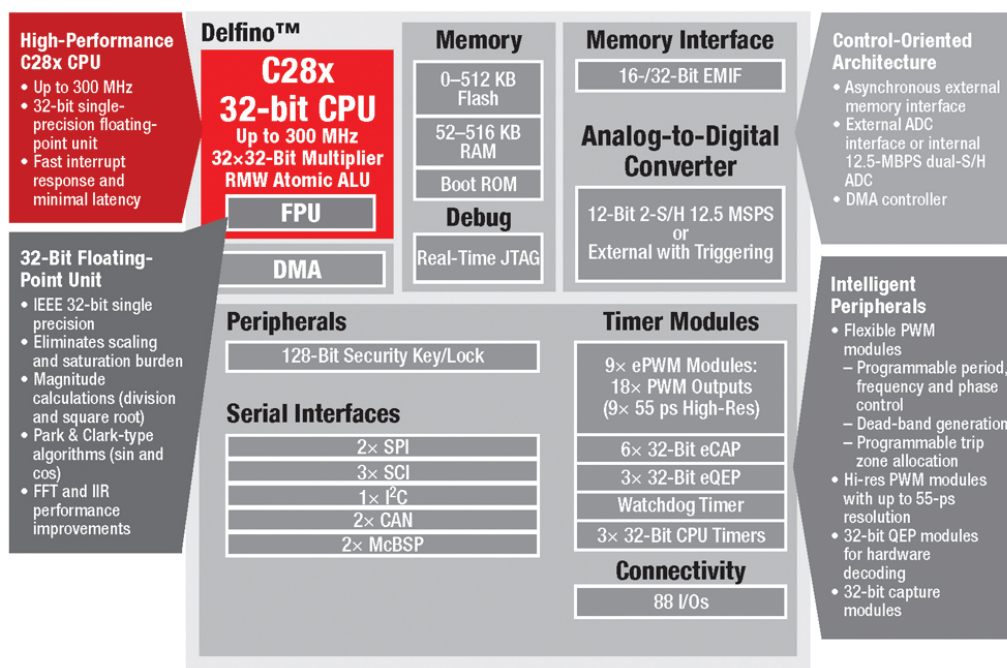 High-Performance
C28x CPU
• Up to 300 MHz
• 32-bit single-
precision floating-
point unit
• Fast interrupt
response and
minimal latency
32-Bit Floating-
Point Unit
• IEEE 32-bit single
precision
• Eliminates scaling
and saturation burden
• Magnitude
calculations (division
and square root)
• Park & Clark-type
algorithms (sin and
cos)
• FFT and IIR
performance
improvements
Delfino™
C28x
32-bit CPU
Up to 300 MHz
32×32-Bit Multiplier
RMW Atomic ALU
FPU
DMA
Memory
0–512 KB
Flash
52–516 KB
RAM
Boot ROM
Debug
Real-Time JTAG
Memory Interface
16-/32-Bit EMIF
Analog-to-Digital
Converter
12-Bit 2-S/H 12.5 MSPS
or
External with Triggering
Peripherals
128-Bit Security Key/Lock
Serial Interfaces
2× SPI
3× SCI
1× I²C
2× CAN
2× McBSP
Timer Modules
9× ePWM Modules:
18× PWM Outputs
(9× 55 ps High-Res)
6× 32-Bit eCAP
3× 32-Bit eQEP
Watchdog Timer
3× 32-Bit CPU Timers
Connectivity
88 I/Os
Control-Oriented
Architecture
• Asynchronous external
memory interface
• External ADC
interface or internal
12.5-MBPS dual-S/H
ADC
• DMA controller
Intelligent
Peripherals
• Flexible PWM
modules
– Programmable period,
frequency and phase
control
– Dead-band generation
– Programmable trip
zone allocation
• Hi-res PWM modules
with up to 55-ps
resolution
• 32-bit QEP modules
for hardware
decoding
• 32-bit capture
modules